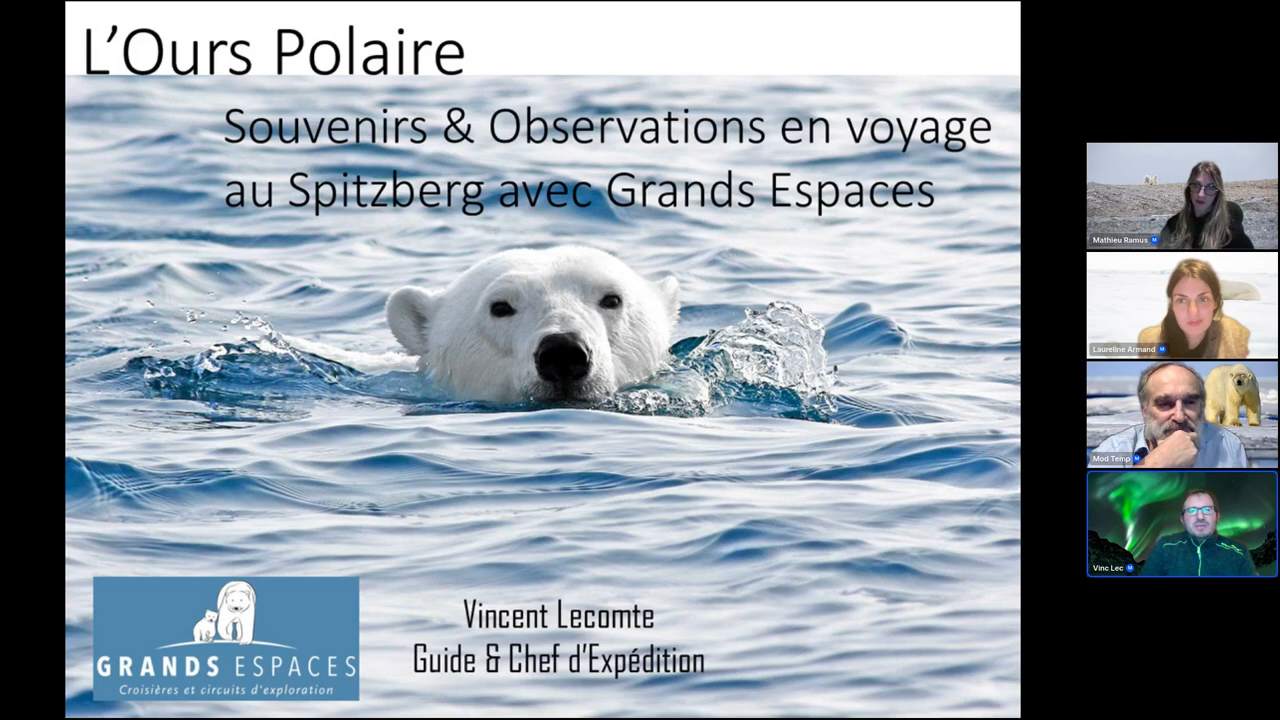 L'Ours Polaire
Souvenirs & Observations en voyage
au Spitzberg avec Grands Espaces
GRANDS ESPACES
Croisières et circuits d'exploration
Vincent Lecomte
Guide & Chef d'Expédition
Mathieu Ramus
Laureline Armand
Mod Temp
Vinc Lec